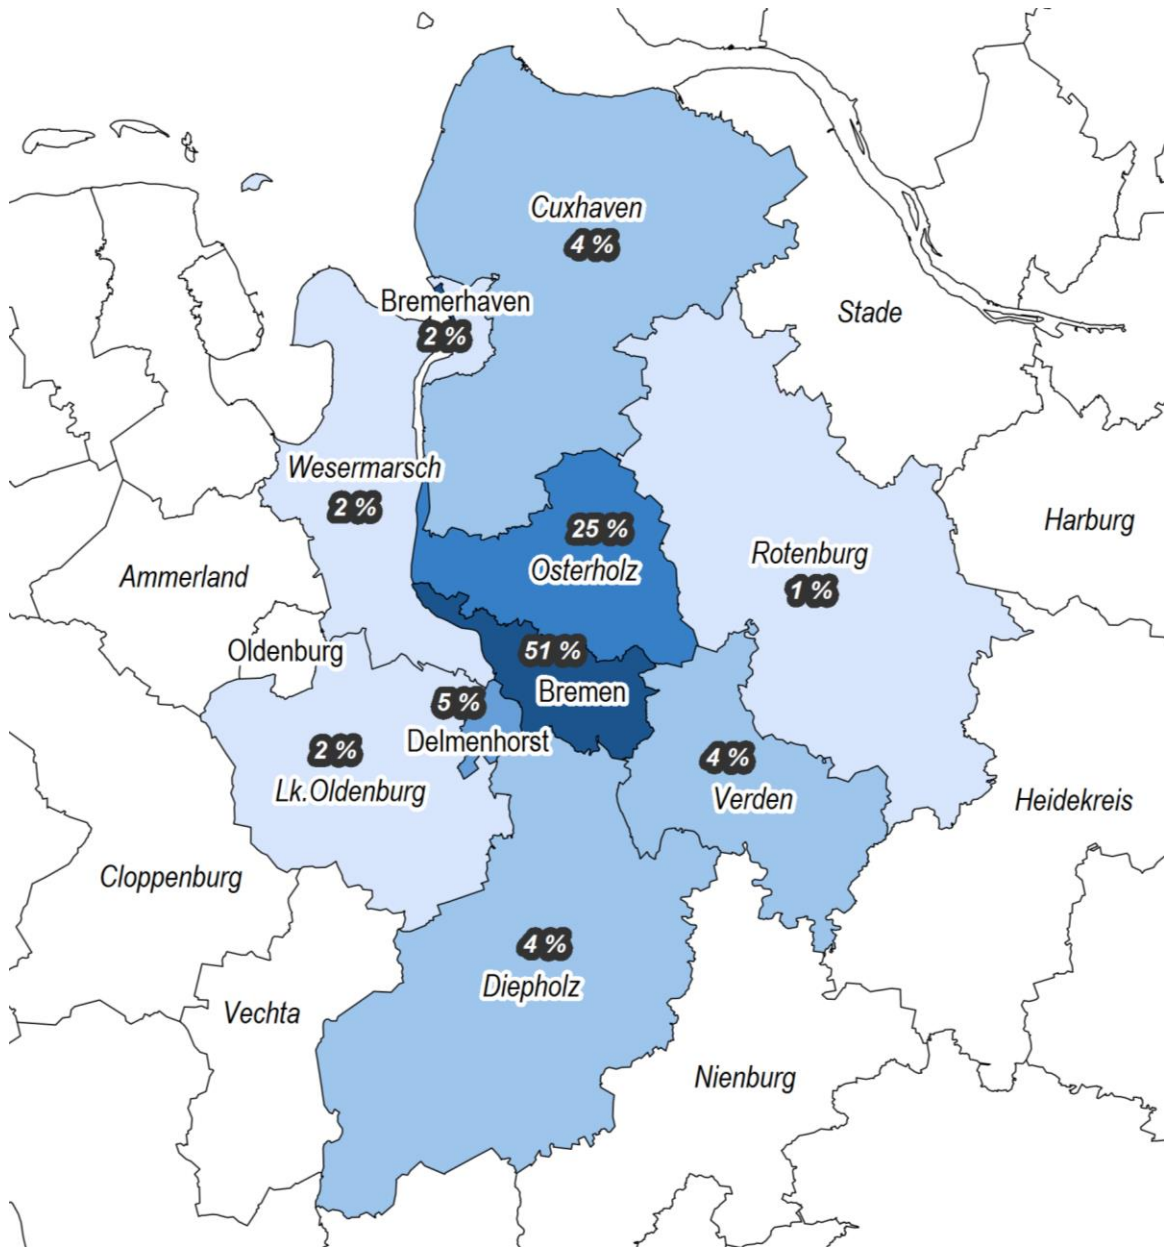 Cuxhaven
4 %
Bremerhaven
2 %
Stade
Wesermarsch
2 %
25 %
Osterholz
Harburg
Rotenburg
1 %
Ammerland
Oldenburg
51 %
Bremen
5 %
Delmenhorst
2 %
Lk.Oldenburg
4 %
Verden
Heidekreis
Cloppenburg
4 %
Diepholz
Vechta
Nienburg